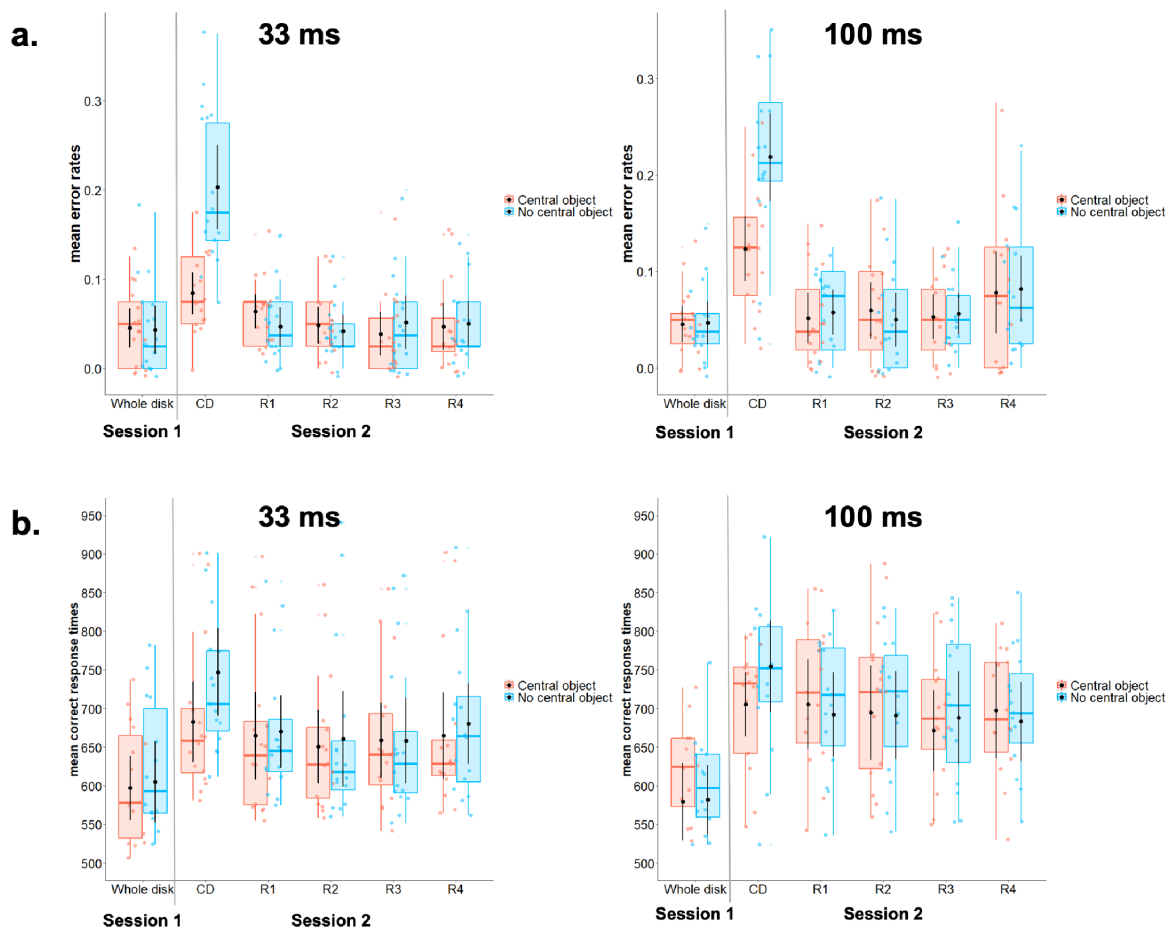 a.
33 ms
mean error rates
0.3
0.2
0.1
0.0
Whole disk CD R1 R2 R3 R4
Session 1 Session 2
Central object
No central object
100 ms
mean error rates
0.3
0.2
0.1
0.0
Whole disk CD R1 R2 R3 R4
Session 1 Session 2
Central object
No central object
b.
33 ms
mean correct response times
950
900
850
800
750
700
650
600
550
500
Whole disk CD R1 R2 R3 R4
Session 1 Session 2
Central object
No central object
100 ms
mean correct response times
950
900
850
800
750
700
650
600
550
500
Whole disk CD R1 R2 R3 R4
Session 1 Session 2
Central object
No central object